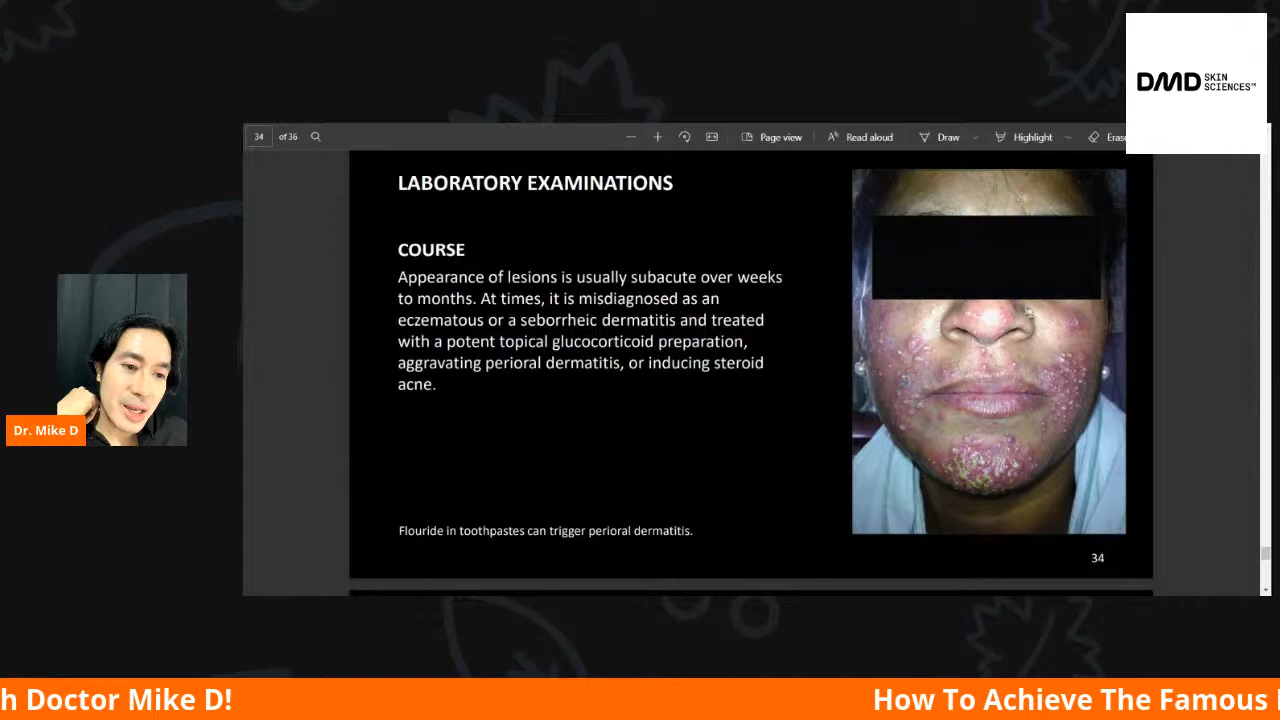 DMD SKIN
SCIENCES™
34 of 36
Page view
Read aloud
Draw
Highlight
Eras
LABORATORY EXAMINATIONS
COURSE
Appearance of lesions is usually subacute over weeks
to months. At times, it is misdiagnosed as an
eczematous or a seborrheic dermatitis and treated
with a potent topical glucocorticoid preparation,
aggravating perioral dermatitis, or inducing steroid
acne.
Dr. Mike D
Flouride in toothpastes can trigger perioral dermatitis.
34
h Doctor Mike D!
How To Achieve The Famous